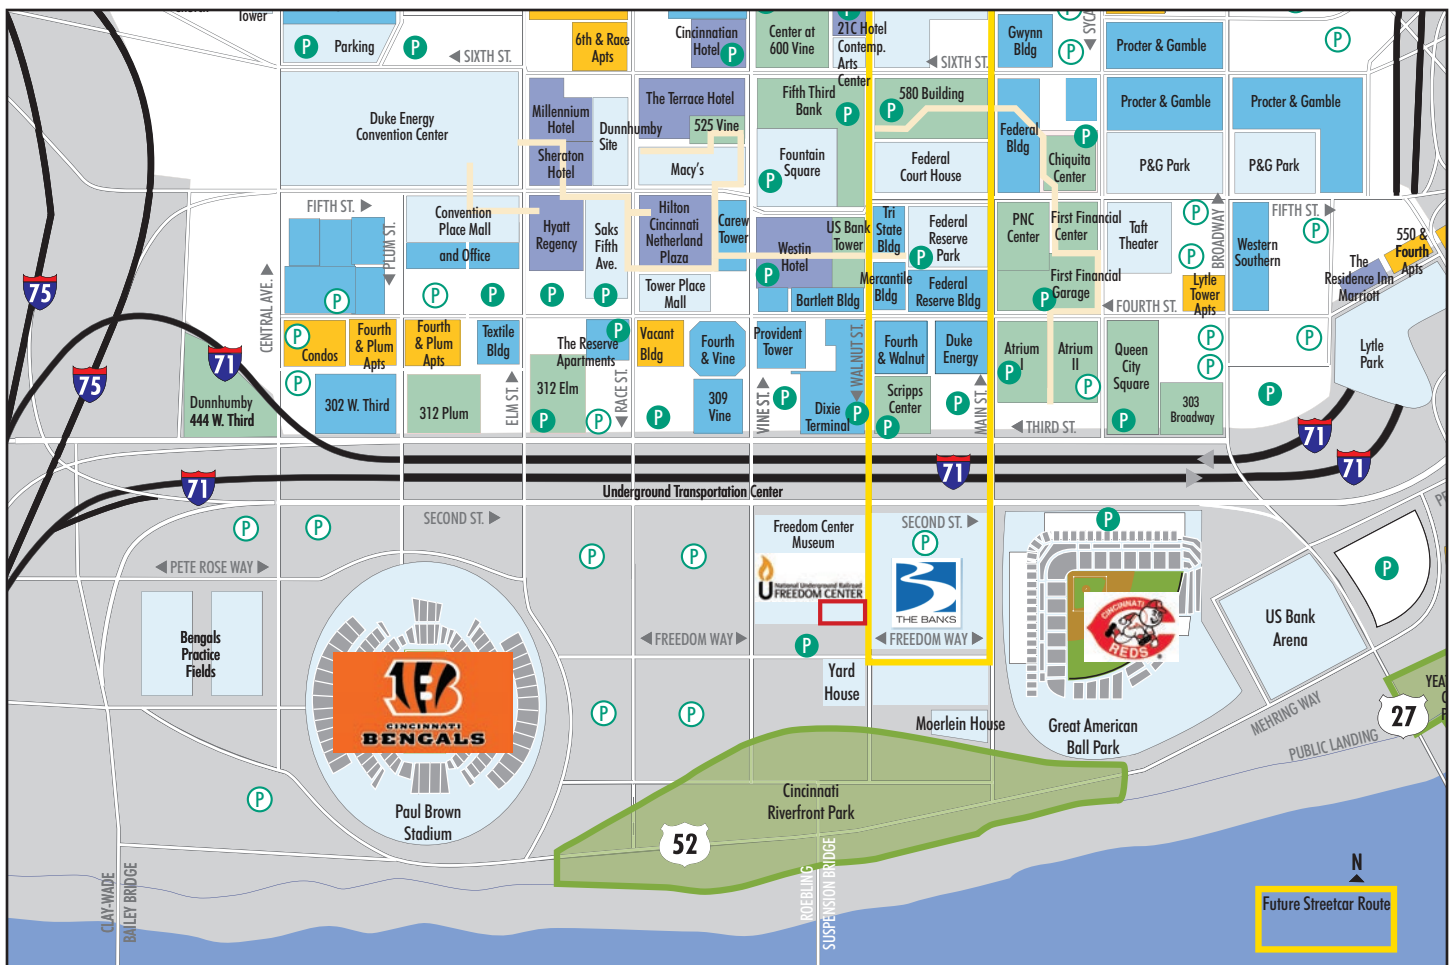 Tower
Parking
P
P
SIXTH ST.
6th & Race
Apts
Cincinnatian
Hotel
P
Center at
600 Vine
21C Hotel
Contemp.
Arts
Center
SIXTH ST.
Gwynn
Bldg
P
Procter & Gamble
P
Duke Energy
Convention Center
Millennium
Hotel
Sheraton
Hotel
Dunnhumby
Site
The Terrace Hotel
525 Vine
Macy's
Fifth Third
Bank
P
Fountain
Square
P
580 Building
P
Federal
Court House
Federal
Bldg
P
Chiquita
Center
Procter & Gamble
Procter & Gamble
P&G Park
P&G Park
FIFTH ST.
PLUM ST.
CENTRAL AVE.
P
Convention
Place Mall
and Office
P
P
Hyatt
Regency
P
Saks
Fifth
Ave.
P
Hilton
Cincinnati
Netherland
Plaza
Carew
Tower
Tower Place
Mall
US Bank
Tower
Westin
Hotel
P
Bartlett Bldg
Tri
State
Bldg
Federal
Reserve
Park
P
Mercantile
Bldg
Federal
Reserve Bldg
PNC
Center
First Financial
Center
First Financial
Garage
P
Taft
Theater
P
P
BROADWAY
Lytle
Tower
Apts
FOURTH ST.
Western
Southern
FIFTH ST.
P
550 &
Fourth
Apts
The
Residence Inn
Marriott
75
75
71
Dunnhumby
444 W. Third
P
Condos
P
Fourth
& Plum
Apts
Fourth
& Plum
Apts
Textile
Bldg
302 W. Third
312 Plum
ELM ST.
The Reserve
Apartments
P
312 Elm
P
P
RACE ST.
Vacant
Bldg
P
Fourth
& Vine
309
Vine
VINE ST.
Provident
Tower
P
Dixie
Terminal
WALNUT ST.
P
Fourth
& Walnut
Duke
Energy
Scripps
Center
P
P
MAIN ST.
Atrium
I
P
Atrium
II
P
THIRD ST.
Queen
City
Square
P
303
Broadway
P
P
P
P
Lytle
Park
71
71
71
71
Underground Transportation Center
SECOND ST.
P
P
P
P
PETE ROSE WAY
Freedom Center
Museum
National Underground Railroad
FREEDOM CENTER
SECOND ST.
P
THE BANKS
FREEDOM WAY
FREEDOM WAY
P
P
CINCINNATI
REDS
US Bank
Arena
P
Bengals
Practice
Fields
B
CINCINNATI
BENGALS
Paul Brown
Stadium
P
P
P
Yard
House
Moerlein House
Great American
Ball Park
MEHRING WAY
PUBLIC LANDING
27
Cincinnati
Riverfront Park
52
CLAY-WADE
BAILEY BRIDGE
ROEBLING
SUSPENSION BRIDGE
N
Future Streetcar Route